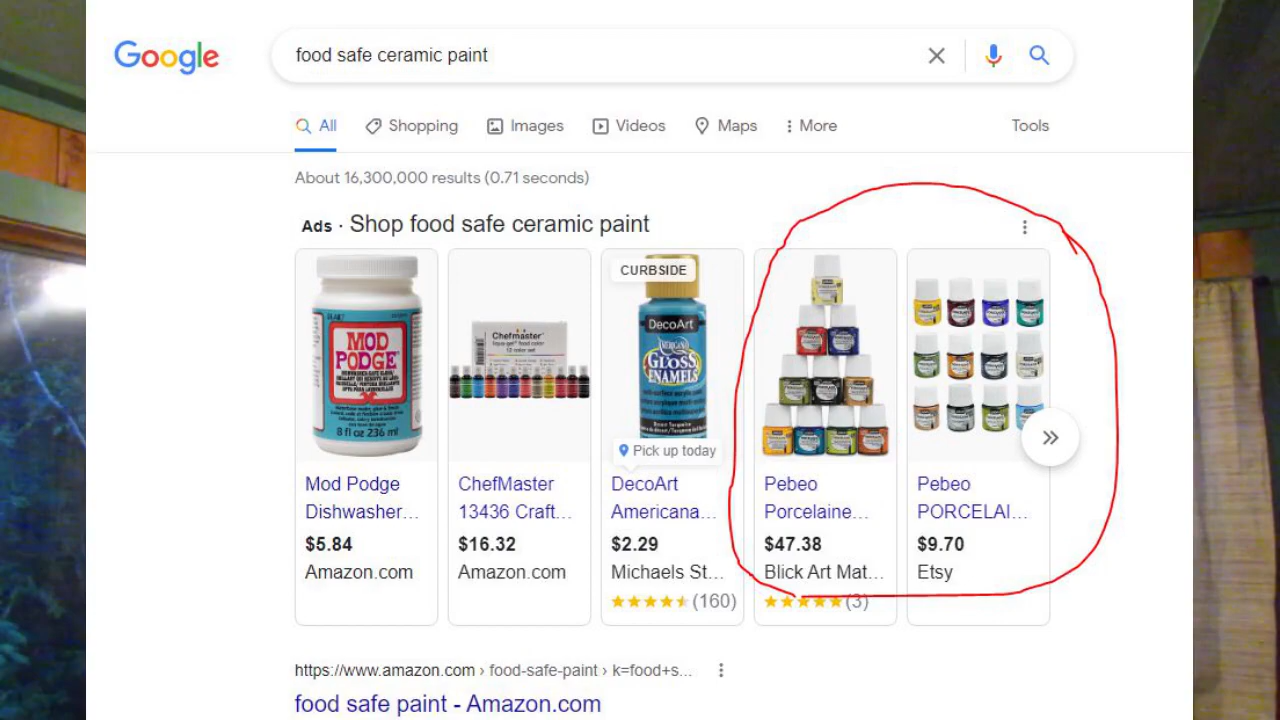 Google
food safe ceramic paint
All
Shopping
Images
Videos
Maps
More
Tools
About 16,300,000 results (0.71 seconds)
Ads · Shop food safe ceramic paint
MOD
PODGE
8 fl oz 236 ml
Chefmaster
CURBSIDE
DecoArt
AMERICANA
GLOSS
ENAMELS
Pick up today
Mod Podge
Dishwasher...
$5.84
Amazon.com
ChefMaster
13436 Craft...
$16.32
Amazon.com
DecoArt
Americana...
$2.29
Michaels St...
(160)
Pebeo
Porcelaine...
$47.38
Blick Art Mat...
(3)
Pebeo
PORCELAI...
$9.70
Etsy
https://www.amazon.com › food-safe-paint › k=food+s...
food safe paint - Amazon.com